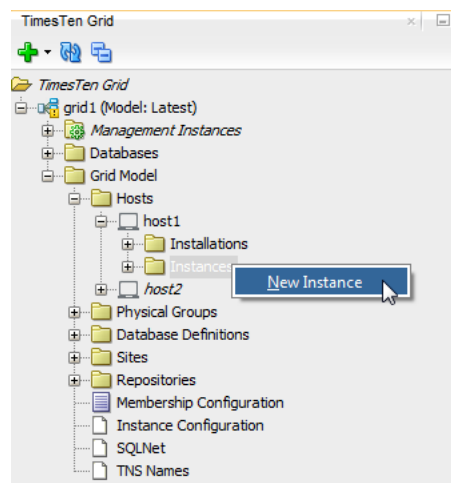 TimesTen Grid
TimesTen Grid
grid1 (Model: Latest)
Management Instances
Databases
Grid Model
Hosts
host1
Installations
Instances
New Instance
host2
Physical Groups
Database Definitions
Sites
Repositories
Membership Configuration
Instance Configuration
SQLNet
TNS Names